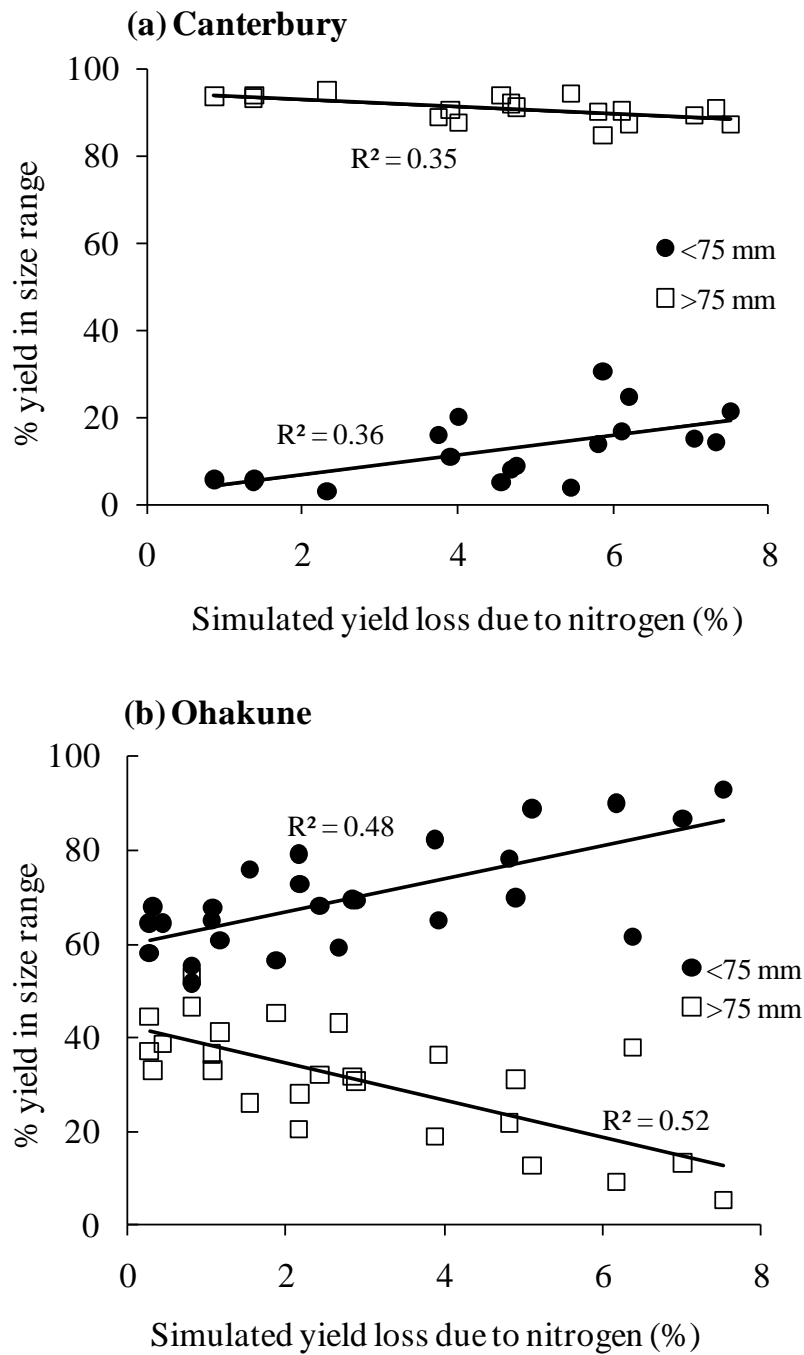 (a) Canterbury
100
80
60
40
20
0
% yield in size range
R² = 0.35
<75 mm
>75 mm
R² = 0.36
0 2 4 6 8
Simulated yield loss due to nitrogen (%)
(b) Ohakune
100
80
60
40
20
0
% yield in size range
R² = 0.48
<75 mm
>75 mm
R² = 0.52
0 2 4 6 8
Simulated yield loss due to nitrogen (%)